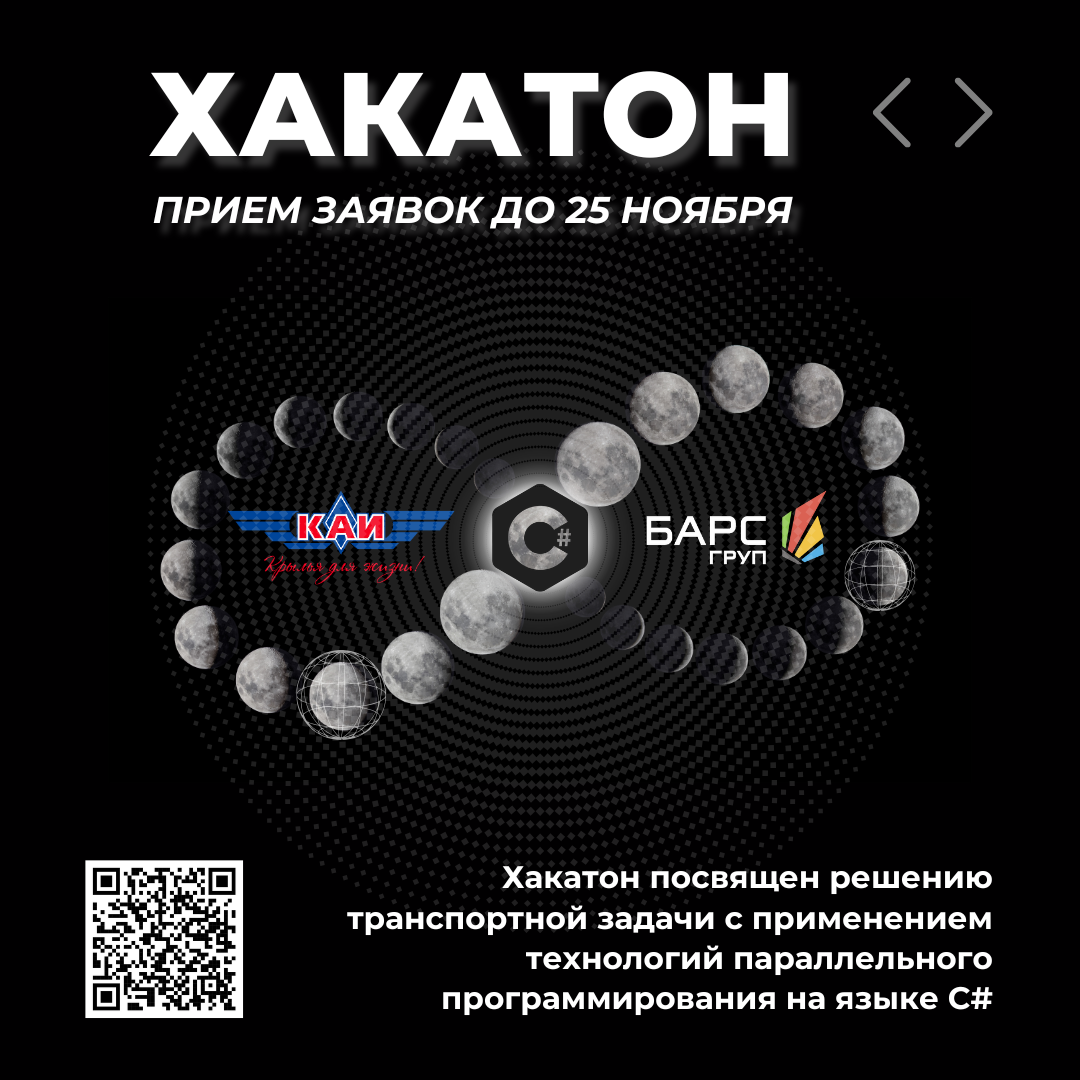 ХАКАТОН
< >
ПРИЕМ ЗАЯВОК ДО 25 НОЯБРЯ
КАИ
Крылья для жизни!
C#
БАРС
ГРУП
Хакатон посвящен решению
транспортной задачи с применением
технологий параллельного
программирования на языке C#